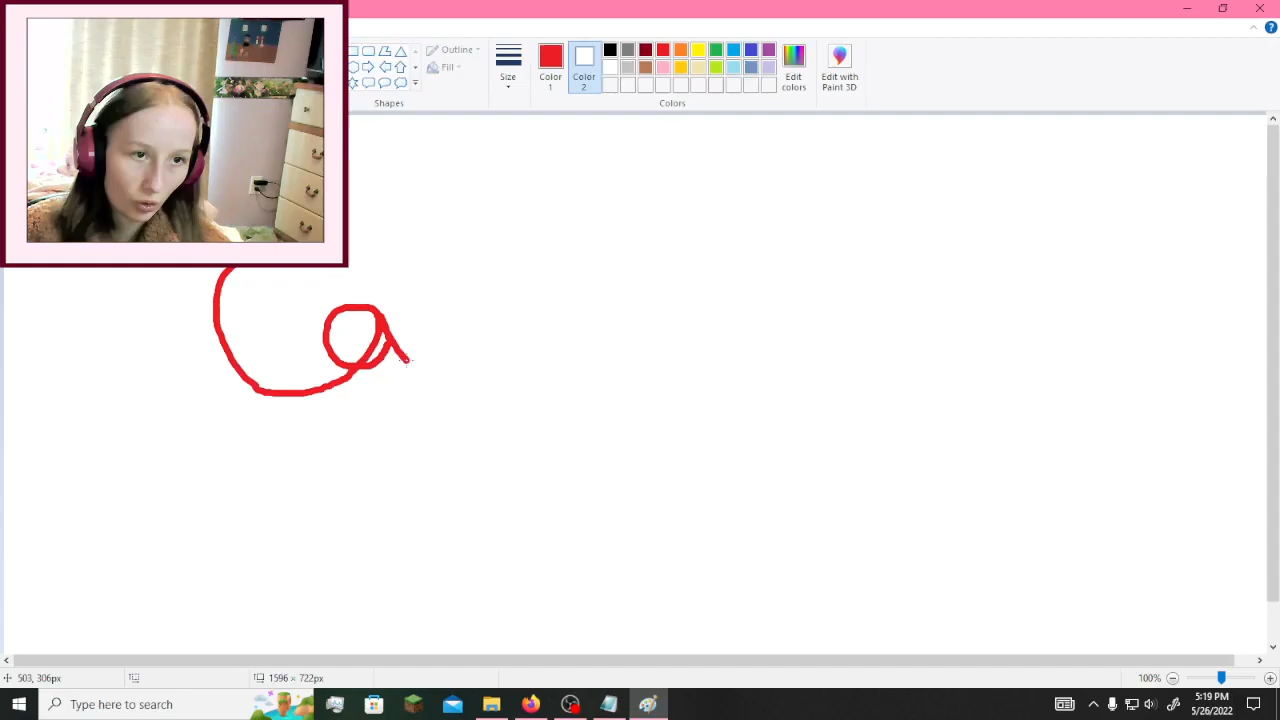 Outline
Fill
Shapes
Size
Color 1
Color 2
Colors
Edit colors
Edit with Paint 3D
Ca
503, 306px
1596 × 722px
100%
Type here to search
5:19 PM
5/26/2022